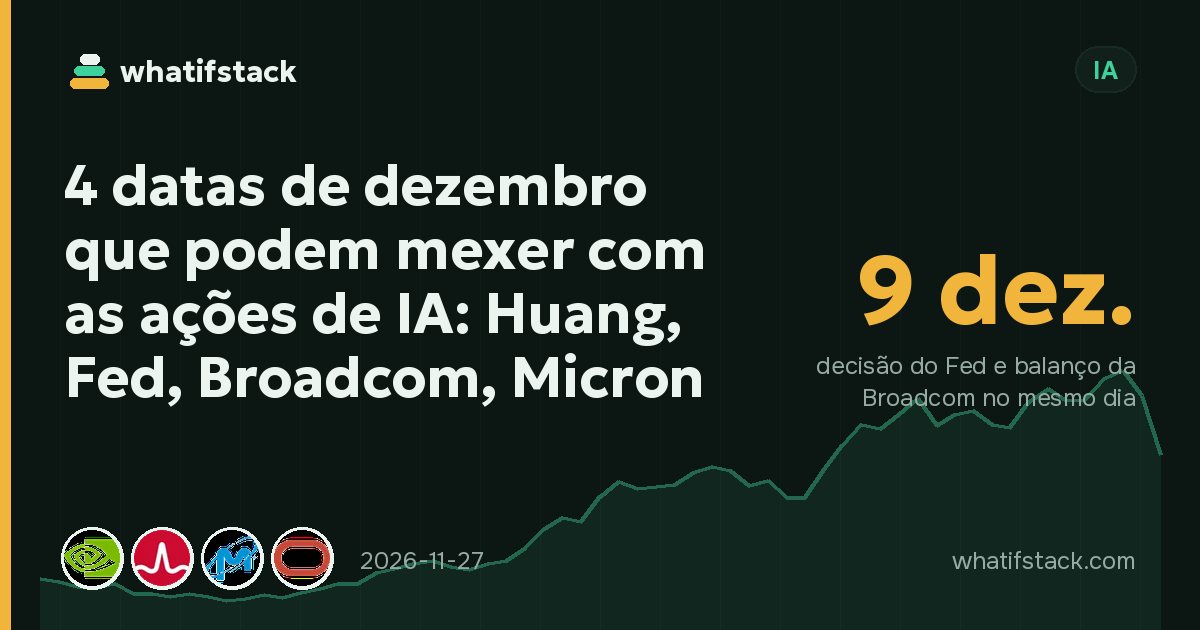 whatifstack
IA
4 datas de dezembro
que podem mexer com
as ações de IA: Huang,
Fed, Broadcom, Micron
9 dez.
decisão do Fed e balanço da
Broadcom no mesmo dia
2026-11-27
whatifstack.com